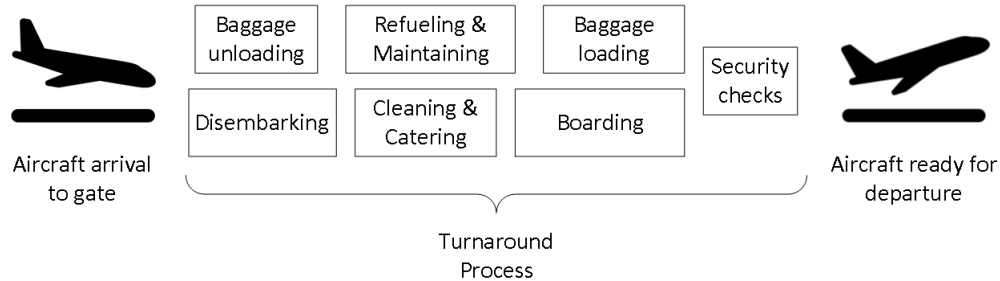 Baggage
unloading
Refueling &
Maintaining
Baggage
loading
Security
checks
Disembarking
Cleaning &
Catering
Boarding
Aircraft arrival
to gate
Aircraft ready for
departure
Turnaround
Process